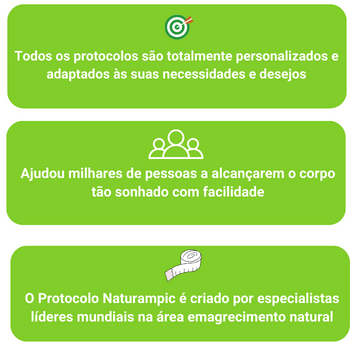 Todos os protocolos são totalmente personalizados e
adaptados às suas necessidades e desejos
Ajudou milhares de pessoas a alcançarem o corpo
tão sonhado com facilidade
O Protocolo Naturampic é criado por especialistas
líderes mundiais na área emagrecimento natural